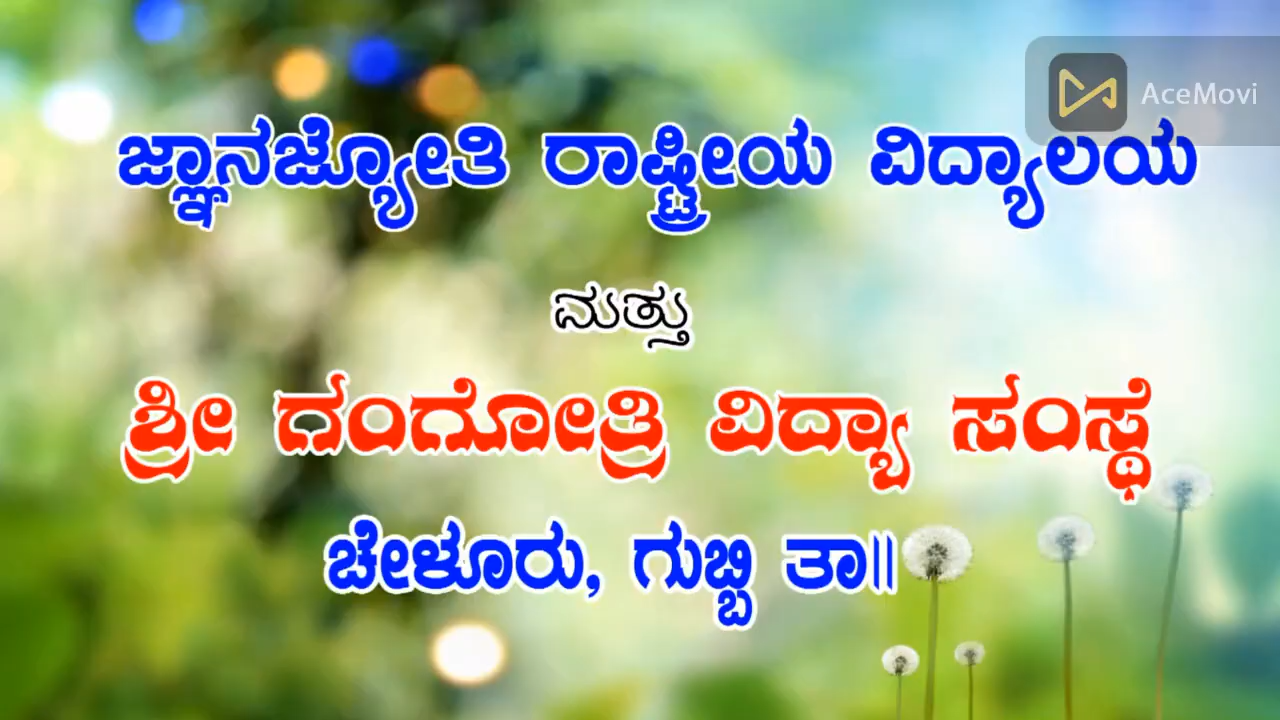 AceMovi
ಜ್ಞಾನಜ್ಯೋತಿ ರಾಷ್ಟ್ರೀಯ ವಿದ್ಯಾಲಯ
ಮತ್ತು
ಶ್ರೀ ಗಂಗೋತ್ರಿ ವಿದ್ಯಾ ಸಂಸ್ಥೆ
ಚೇಳೂರು, ಗುಬ್ಬಿ ತಾ॥